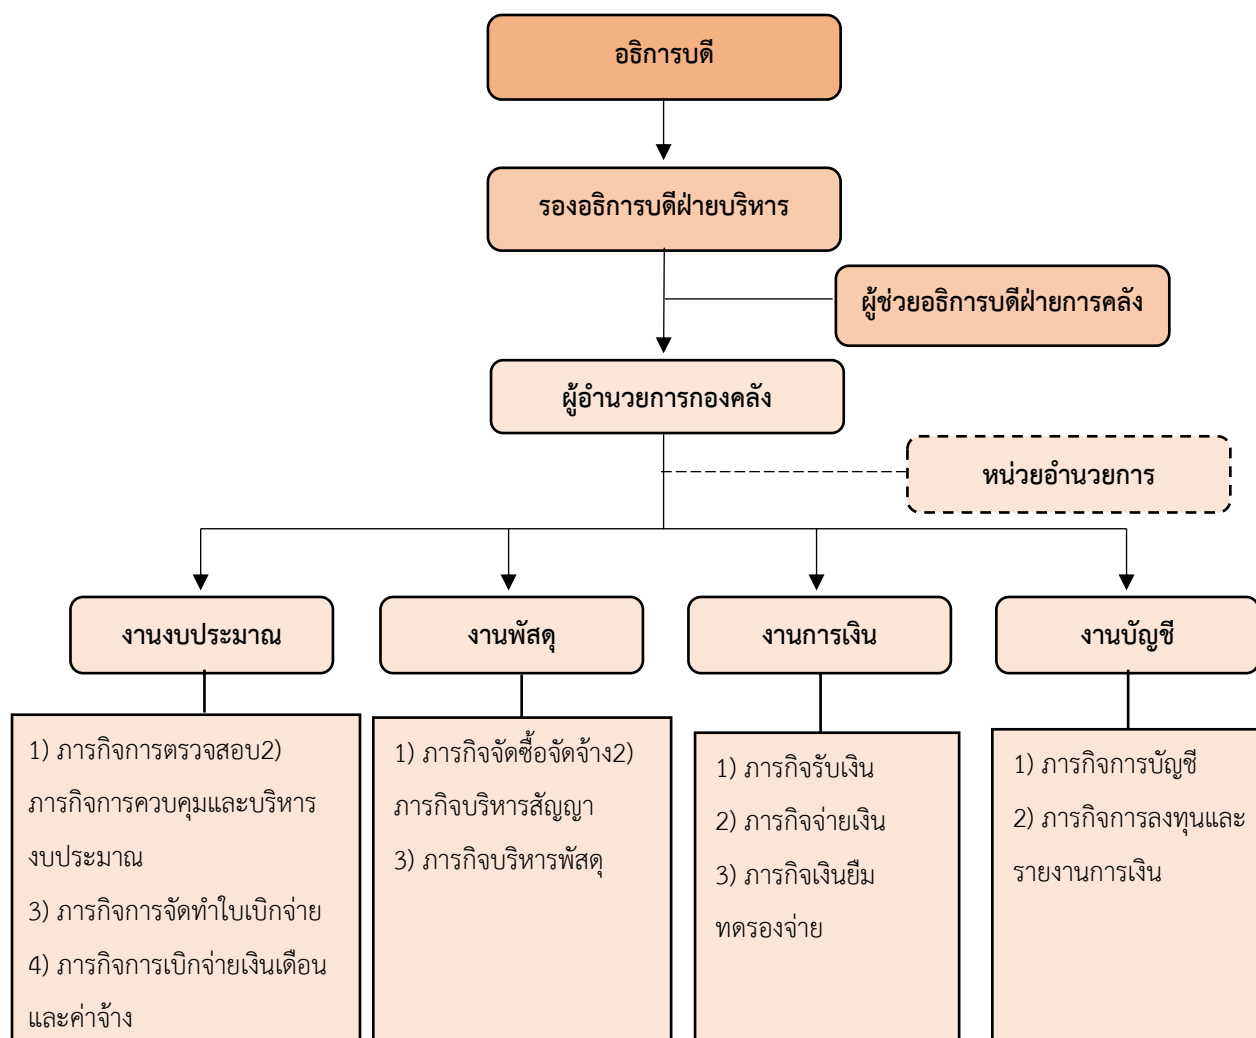 อธิการบดี
รองอธิการบดีฝ่ายบริหาร
ผู้ช่วยอธิการบดีฝ่ายการคลัง
ผู้อำนวยการกองคลัง
หน่วยอำนวยการ
งานงบประมาณ
งานพัสดุ
งานการเงิน
งานบัญชี
1) ภารกิจการตรวจสอบ2)
ภารกิจการควบคุมและบริหาร
งบประมาณ
3) ภารกิจการจัดทำใบเบิกจ่าย
4) ภารกิจการเบิกจ่ายเงินเดือน
และค่าจ้าง
1) ภารกิจจัดซื้อจัดจ้าง2)
ภารกิจบริหารสัญญา
3) ภารกิจบริหารพัสดุ
1) ภารกิจรับเงิน
2) ภารกิจจ่ายเงิน
3) ภารกิจเงินยืม
ทดรองจ่าย
1) ภารกิจการบัญชี
2) ภารกิจการลงทุนและ
รายงานการเงิน